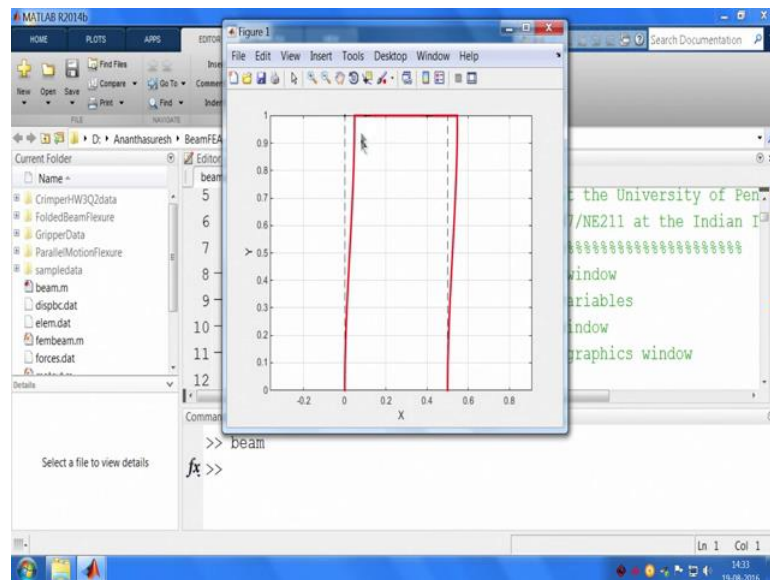 MATLAB R2014b
HOME PLOTS APPS EDITOR
Search Documentation
New Open Save
Find Files
Compare
Print
Go To
Find
Comment
Indent
FILE NAVIGATE
D: Ananthasuresh BeamFEA
Current Folder
Name
CrimperHW3Q2data
FoldedBeamFlexure
GripperData
ParallelMotionFlexure
sampledata
beam.m
dispbc.dat
elem.dat
fembeam.m
forces.dat
Details
Select a file to view details
Editor
beam
5 t the University of Pen
6 7/NE211 at the Indian I
7 %%%%%%%%%%%%%%%%%%%%%
8 indow
9 ariables
10 indow
11 graphics window
12
Figure 1
File Edit View Insert Tools Desktop Window Help
1
0.9
0.8
0.7
0.6
0.5
0.4
0.3
0.2
0.1
0
Y
-0.2 0 0.2 0.4 0.6 0.8
X
Comman
>> beam
fx >>
Ln 1 Col 1
14:33
19-08-2016